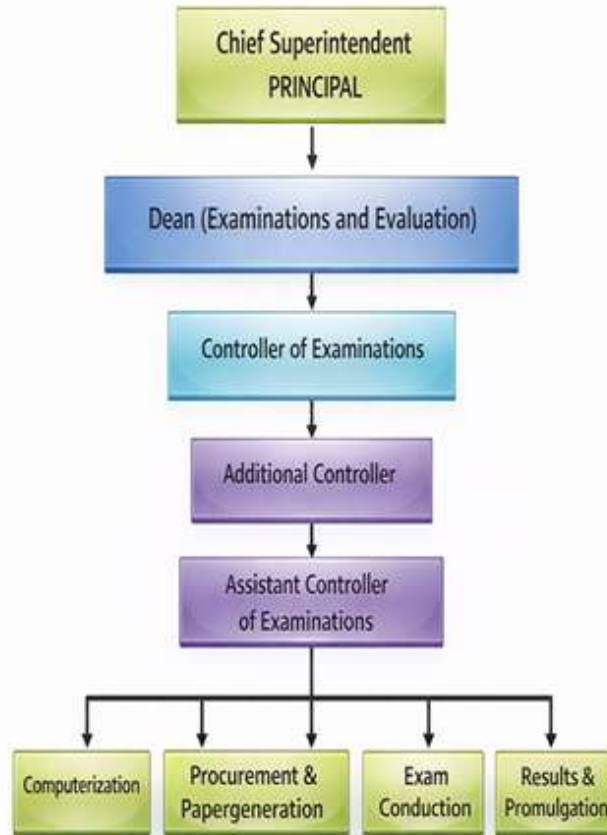 Chief Superintendent
PRINCIPAL
Dean (Examinations and Evaluation)
Controller of Examinations
Additional Controller
Assistant Controller
of Examinations
Computerization
Procurement &
Papergeneration
Exam
Conduction
Results &
Promulgation